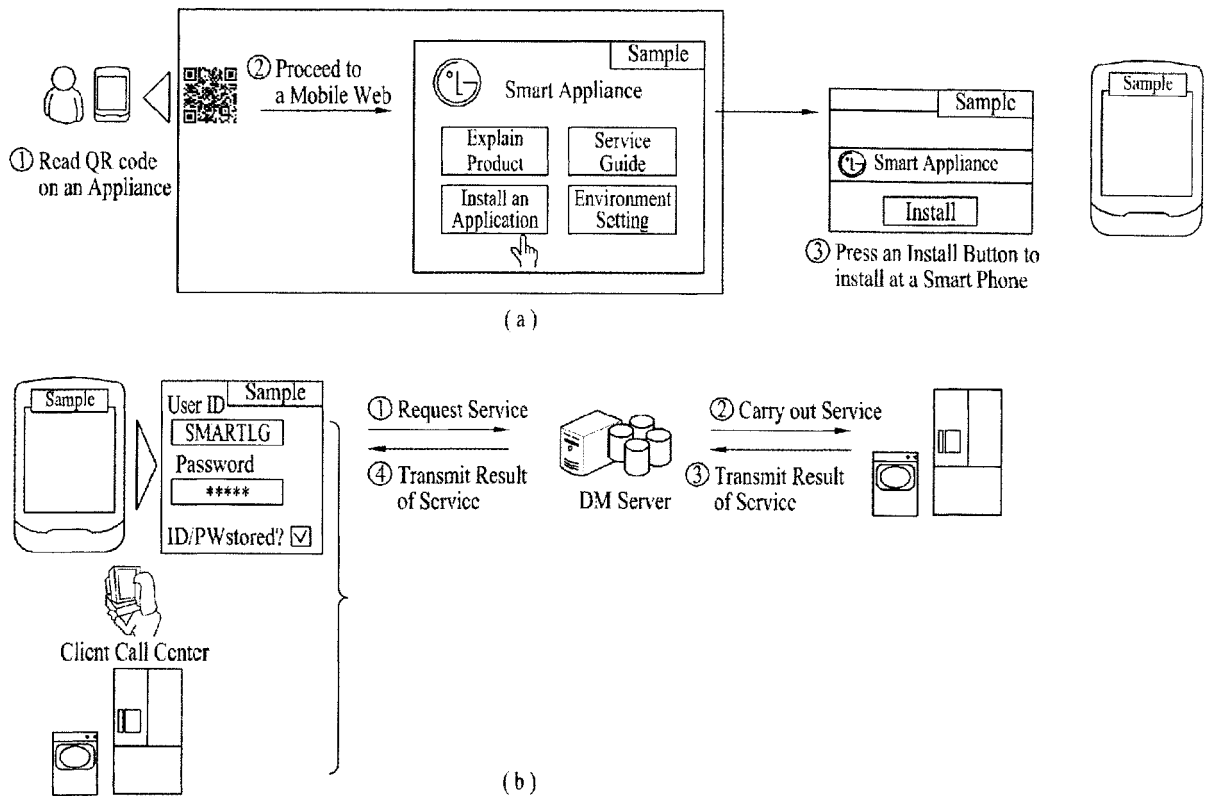 ① Read QR code
on an Appliance
② Proceed to
a Mobile Web
Sample
LG
Smart Appliance
Explain
Product
Service
Guide
Install an
Application
Environment
Setting
Sample
LG
Smart Appliance
Install
③ Press an Install Button to
install at a Smart Phone
Sample
( a )
Sample
User ID
Sample
SMARTLG
Password
*****
ID/PWstored?
Client Call Center
① Request Service
④ Transmit Result
of Service
DM Server
② Carry out Service
③ Transmit Result
of Service
( b )